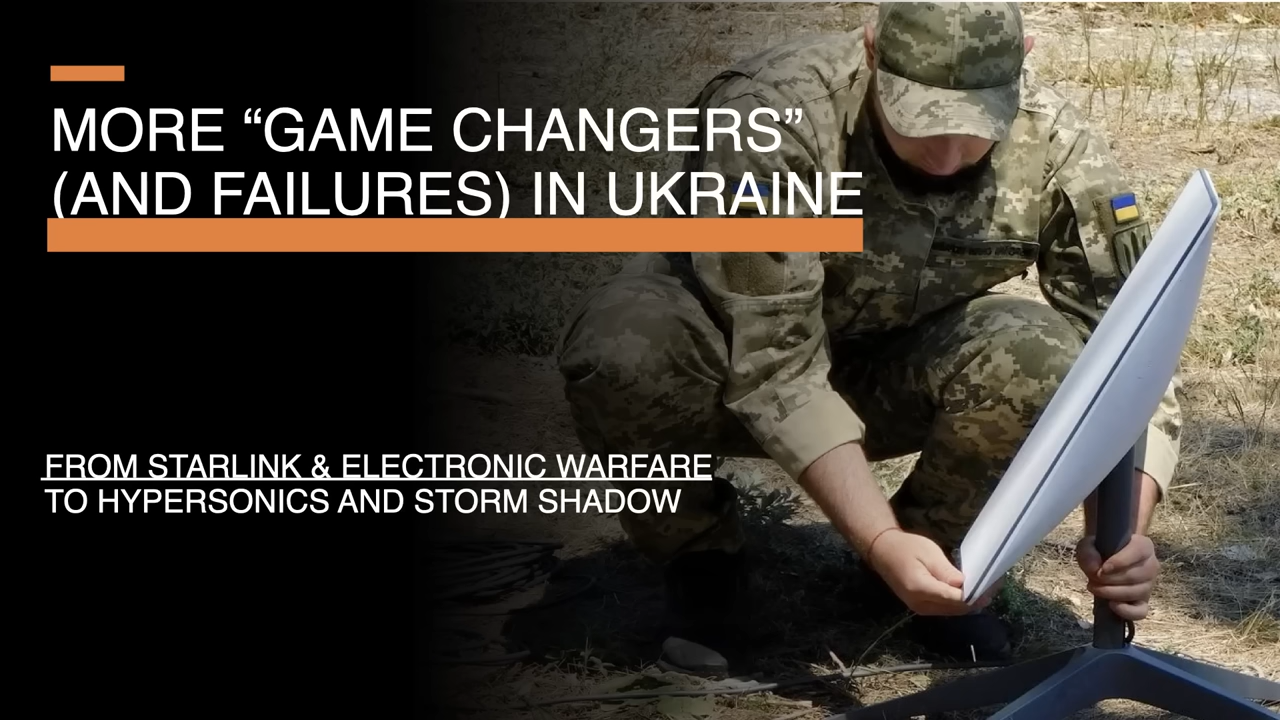 MORE “GAME CHANGERS”
(AND FAILURES) IN UKRAINE
FROM STARLINK & ELECTRONIC WARFARE
TO HYPERSONICS AND STORM SHADOW